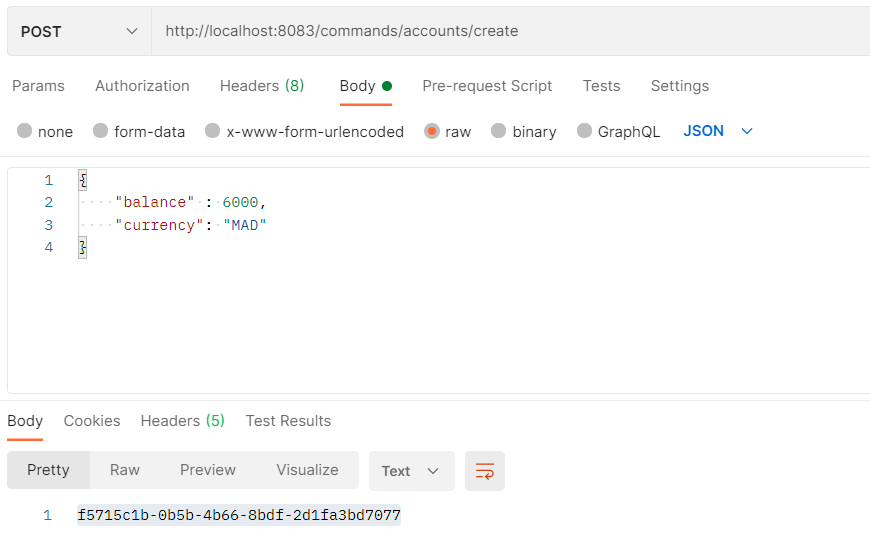 POST http://localhost:8083/commands/accounts/create
Params Authorization Headers (8) Body Pre-request Script Tests Settings
none form-data x-www-form-urlencoded raw binary GraphQL JSON
1 {
2 "balance" : 6000,
3 "currency": "MAD"
4 }
Body Cookies Headers (5) Test Results
Pretty Raw Preview Visualize Text
1 f5715c1b-0b5b-4b66-8bdf-2d1fa3bd7077